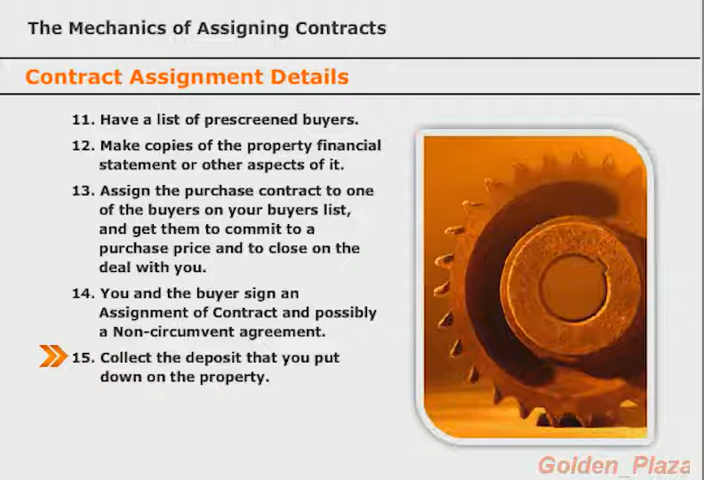 The Mechanics of Assigning Contracts
Contract Assignment Details
11. Have a list of prescreened buyers.
12. Make copies of the property financial
statement or other aspects of it.
13. Assign the purchase contract to one
of the buyers on your buyers list,
and get them to commit to a
purchase price and to close on the
deal with you.
14. You and the buyer sign an
Assignment of Contract and possibly
a Non-circumvent agreement.
15. Collect the deposit that you put
down on the property.
Golden_Plaza